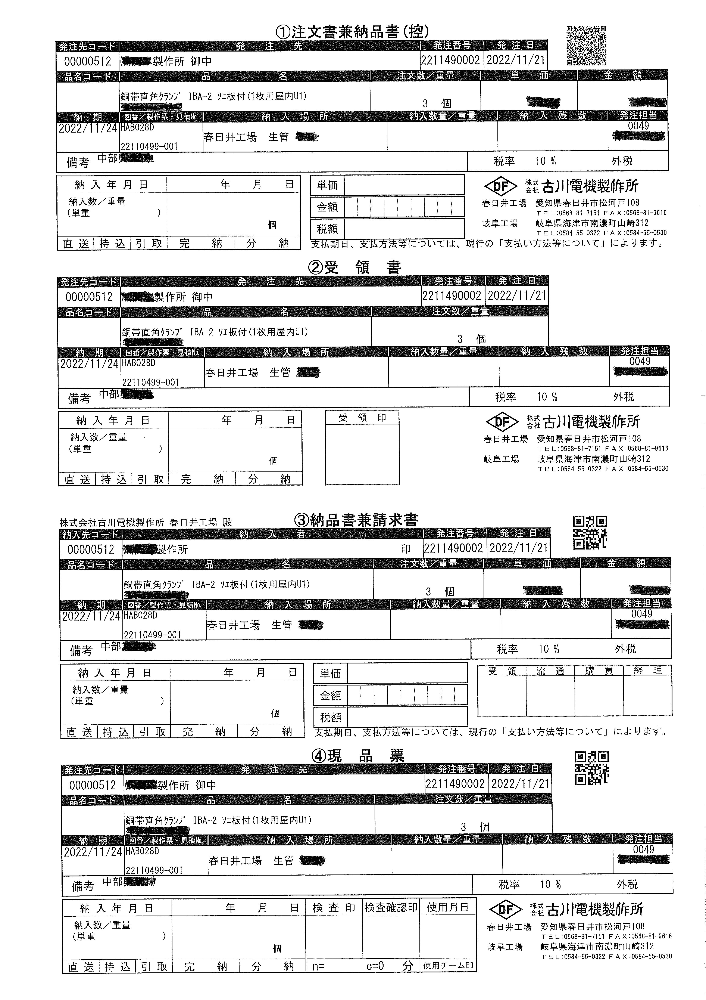 ①注文書兼納品書(控)
発注先コード 発注先 発注番号 発注日
00000512 製作所 御中 2211490002 2022/11/21
品名コード 品名 注文数／重量 単価 金額
銅帯直角ｸﾗﾝﾌﾟ IBA-2 ｿｴ板付(1枚用屋内U1)
3 個
納期 図番／製作票・見積No. 納入場所 納入数量／重量 納入残数 発注担当
2022/11/24 HAB028D 春日井工場 生管 0049
22110499-001
備考 中部 税率 10 % 外税
納入年月日 年 月 日 単価
納入数／重量 金額
(単重 )
個 税額
直送 持込 引取 完納 分納
DF 株式会社 古川電機製作所
春日井工場 愛知県春日井市松河戸108
ＴＥＬ:0568-81-7151 ＦＡＸ:0568-81-9616
岐阜工場 岐阜県海津市南濃町山崎312
ＴＥＬ:0584-55-0322 ＦＡＸ:0584-55-0530
支払期日、支払方法等については、現行の「支払い方法等について」によります。
②受領書
発注先コード 発注先 発注番号 発注日
00000512 製作所 御中 2211490002 2022/11/21
品名コード 品名 注文数／重量
銅帯直角ｸﾗﾝﾌﾟ IBA-2 ｿｴ板付(1枚用屋内U1)
3 個
納期 図番／製作票・見積No. 納入場所 納入数量／重量 納入残数 発注担当
2022/11/24 HAB028D 春日井工場 生管 0049
22110499-001
備考 中部 税率 10 % 外税
納入年月日 年 月 日 受領印
納入数／重量
(単重 )
個
直送 持込 引取 完納 分納
DF 株式会社 古川電機製作所
春日井工場 愛知県春日井市松河戸108
ＴＥＬ:0568-81-7151 ＦＡＸ:0568-81-9616
岐阜工場 岐阜県海津市南濃町山崎312
ＴＥＬ:0584-55-0322 ＦＡＸ:0584-55-0530
株式会社古川電機製作所 春日井工場 殿
③納品書兼請求書
納入先コード 納入者 発注番号 発注日
00000512 製作所 印 2211490002 2022/11/21
品名コード 品名 注文数／重量 単価 金額
銅帯直角ｸﾗﾝﾌﾟ IBA-2 ｿｴ板付(1枚用屋内U1)
3 個
納期 図番／製作票・見積No. 納入場所 納入数量／重量 納入残数 発注担当
2022/11/24 HAB028D 春日井工場 生管 0049
22110499-001
備考 中部 税率 10 % 外税
納入年月日 年 月 日 単価 受領 流通 購買 経理
納入数／重量 金額
(単重 )
個 税額
直送 持込 引取 完納 分納
支払期日、支払方法等については、現行の「支払い方法等について」によります。
④現品票
発注先コード 発注先 発注番号 発注日
00000512 製作所 御中 2211490002 2022/11/21
品名コード 品名 注文数／重量
銅帯直角ｸﾗﾝﾌﾟ IBA-2 ｿｴ板付(1枚用屋内U1)
3 個
納期 図番／製作票・見積No. 納入場所 納入数量／重量 納入残数 発注担当
2022/11/24 HAB028D 春日井工場 生管 0049
22110499-001
備考 中部 税率 10 % 外税
納入年月日 年 月 日 検査印 検査確認印 使用月日
納入数／重量
(単重 )
個
直送 持込 引取 完納 分納 n= c=0 分 使用チーム印
DF 株式会社 古川電機製作所
春日井工場 愛知県春日井市松河戸108
ＴＥＬ:0568-81-7151 ＦＡＸ:0568-81-9616
岐阜工場 岐阜県海津市南濃町山崎312
ＴＥＬ:0584-55-0322 ＦＡＸ:0584-55-0530